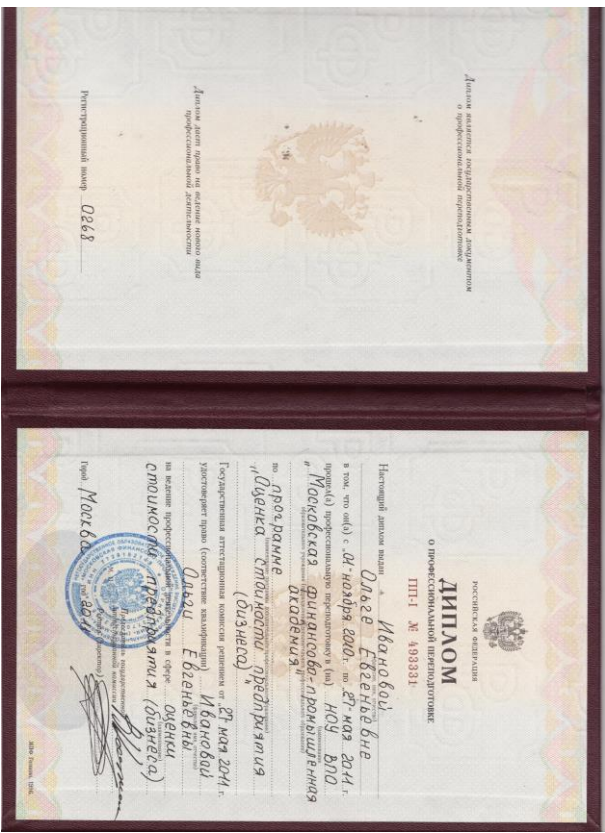 Диплом является государственным документом
о профессиональной переподготовке
Диплом дает право на ведение нового вида
профессиональной деятельности
Регистрационный номер 0268
РОССИЙСКАЯ ФЕДЕРАЦИЯ
ДИПЛОМ
О ПРОФЕССИОНАЛЬНОЙ ПЕРЕПОДГОТОВКЕ
ПП-I № 493331
Настоящий диплом выдан Ивановой
Ольге Евгеньевне
в том, что он(а) с „01“ ноября 2010 г. по „27“ мая 2011 г.
прошел(а) профессиональную переподготовку в (на) НОУ ВПО
„Московская финансово-промышленная
академия“
по программе
„Оценка стоимости предприятия
(бизнеса)“
Государственная аттестационная комиссия решением от „27“ мая 2011 г.
удостоверяет право (соответствие квалификации) Ивановой
Ольги Евгеньевны
на ведение профессиональной деятельности в сфере оценки
стоимости предприятия (бизнеса)
Город Москва год 2011